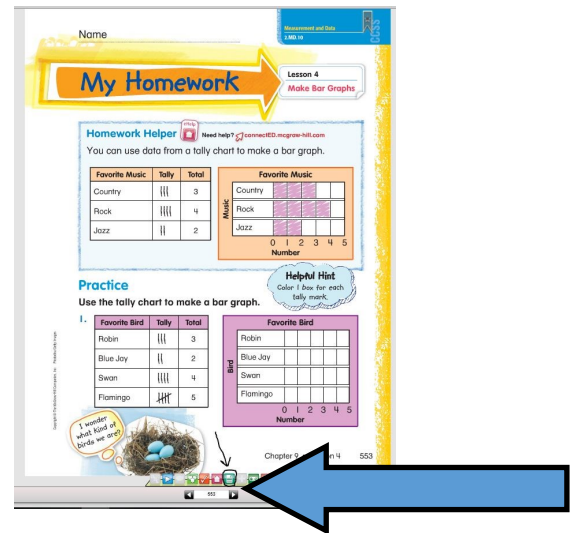 Name
Measurement and Data
2.MD.10
CCSS
My Homework
Lesson 4
Make Bar Graphs
eHelp
Homework Helper
Need help? connectED.mcgraw-hill.com
You can use data from a tally chart to make a bar graph.
Favorite Music Tally Total
Country 3
Rock 4
Jazz 2
Favorite Music
Music
Country
Rock
Jazz
0 1 2 3 4 5
Number
Helpful Hint
Color 1 box for each
tally mark.
Practice
Use the tally chart to make a bar graph.
1.
Favorite Bird Tally Total
Robin 3
Blue Jay 2
Swan 4
Flamingo 5
Favorite Bird
Bird
Robin
Blue Jay
Swan
Flamingo
0 1 2 3 4 5
Number
I wonder
what kind of
birds we are?
Chapter 9 4 553
553